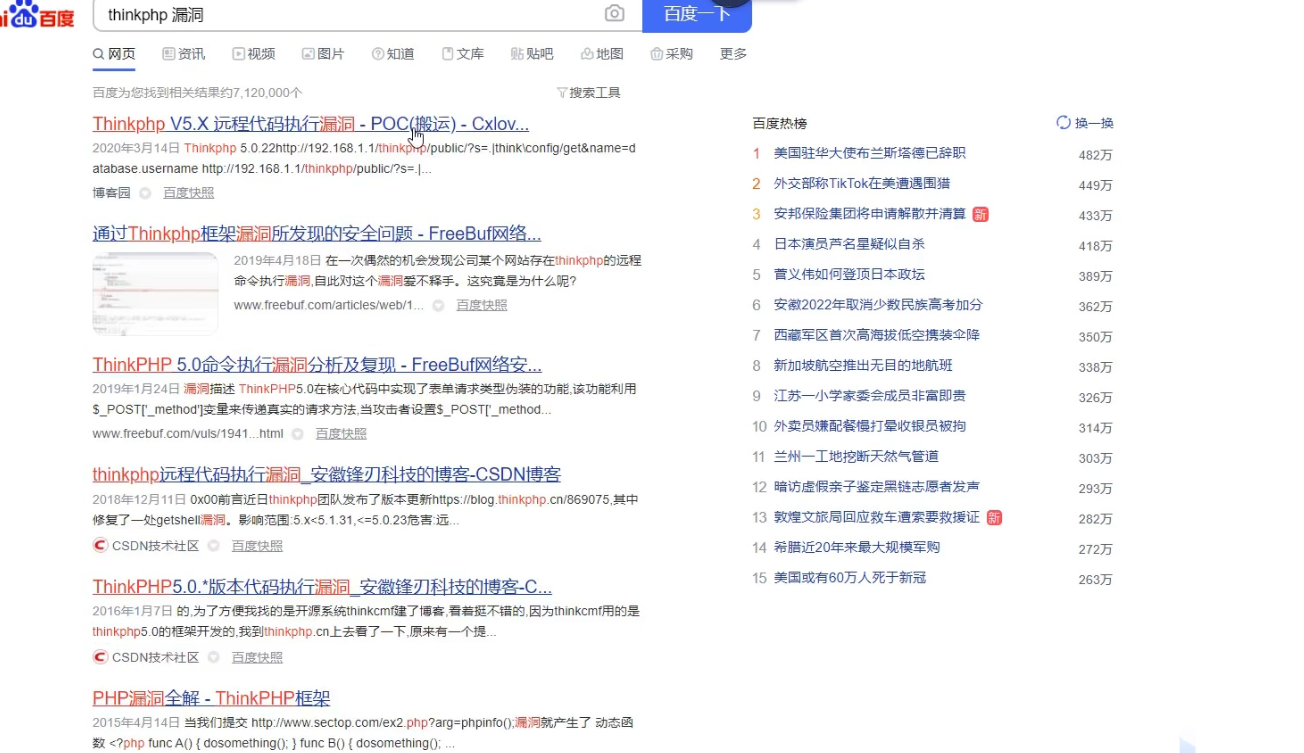 du百度
thinkphp 漏洞
百度一下
网页 资讯 视频 图片 知道 文库 贴吧 地图 采购 更多
百度为您找到相关结果约7,120,000个
搜索工具
Thinkphp V5.X 远程代码执行漏洞 - POC(搬运) - Cxlov...
2020年3月14日 Thinkphp 5.0.22http://192.168.1.1/thinkphp/public/?s=.|think\config/get&name=d
atabase.username http://192.168.1.1/thinkphp/public/?s=.|...
博客园 百度快照
通过Thinkphp框架漏洞所发现的安全问题 - FreeBuf网络...
2019年4月18日 在一次偶然的机会发现公司某个网站存在thinkphp的远程
命令执行漏洞,自此对这个漏洞爱不释手。这究竟是为什么呢?
www.freebuf.com/articles/web/1... 百度快照
ThinkPHP 5.0命令执行漏洞分析及复现 - FreeBuf网络安...
2019年1月24日 漏洞描述 ThinkPHP5.0在核心代码中实现了表单请求类型伪装的功能,该功能利用
$_POST['_method']变量来传递真实的请求方法,当攻击者设置$_POST['_method...
www.freebuf.com/vuls/1941...html 百度快照
thinkphp远程代码执行漏洞_安徽锋刃科技的博客-CSDN博客
2018年12月11日 0x00前言近日thinkphp团队发布了版本更新https://blog.thinkphp.cn/869075,其中
修复了一处getshell漏洞。影响范围:5.x<5.1.31,<=5.0.23危害:远...
CSDN技术社区 百度快照
ThinkPHP5.0.*版本代码执行漏洞_安徽锋刃科技的博客-C...
2016年1月7日 的,为了方便我找的是开源系统thinkcmf建了博客,看着挺不错的,因为thinkcmf用的是
thinkphp5.0的框架开发的,我到thinkphp.cn上去看了一下,原来有一个提...
CSDN技术社区 百度快照
PHP漏洞全解 - ThinkPHP框架
2015年4月14日 当我们提交 http://www.sectop.com/ex2.php?arg=phpinfo();漏洞就产生了 动态函
数 <?php func A() { dosomething(); } func B() { dosomething(); ...
百度热榜 换一换
1 美国驻华大使布兰斯塔德已辞职 482万
2 外交部称TikTok在美遭遇围猎 449万
3 安邦保险集团将申请解散并清算 新 433万
4 日本演员芦名星疑似自杀 418万
5 菅义伟如何登顶日本政坛 389万
6 安徽2022年取消少数民族高考加分 362万
7 西藏军区首次高海拔低空携装伞降 350万
8 新加坡航空推出无目的地航班 338万
9 江苏一小学家委会成员非富即贵 326万
10 外卖员嫌配餐慢打晕收银员被拘 314万
11 兰州一工地挖断天然气管道 303万
12 暗访虚假亲子鉴定黑链志愿者发声 293万
13 敦煌文旅局回应救车遭索要救援证 新 282万
14 希腊近20年来最大规模军购 272万
15 美国或有60万人死于新冠 263万